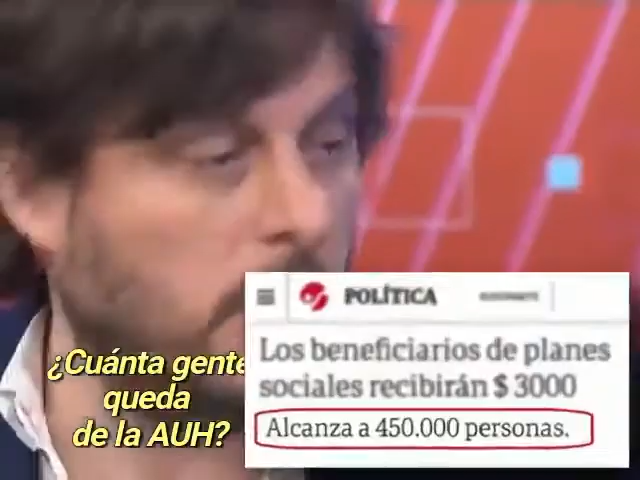 POLÍTICA
Los beneficiarios de planes
sociales recibirán $ 3000
Alcanza a 450.000 personas.
¿Cuánta gente
queda
de la AUH?